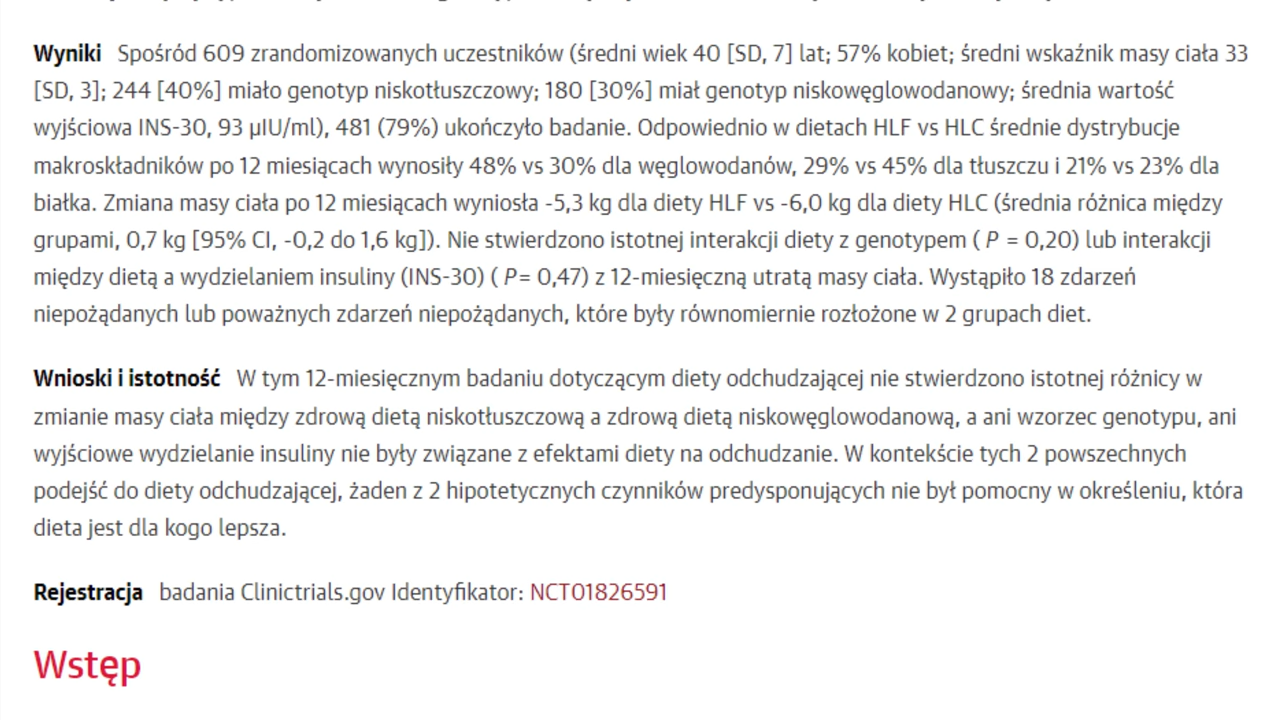 Wyniki Spośród 609 zrandomizowanych uczestników (średni wiek 40 [SD, 7] lat; 57% kobiet; średni wskaźnik masy ciała 33
[SD, 3]; 244 [40%] miało genotyp niskotłuszczowy; 180 [30%] miał genotyp niskowęglowodanowy; średnia wartość
wyjściowa INS-30, 93 μIU/ml), 481 (79%) ukończyło badanie. Odpowiednio w dietach HLF vs HLC średnie dystrybucje
makroskładników po 12 miesiącach wynosiły 48% vs 30% dla węglowodanów, 29% vs 45% dla tłuszczu i 21% vs 23% dla
białka. Zmiana masy ciała po 12 miesiącach wyniosła -5,3 kg dla diety HLF vs -6,0 kg dla diety HLC (średnia różnica między
grupami, 0,7 kg [95% CI, -0,2 do 1,6 kg]). Nie stwierdzono istotnej interakcji diety z genotypem ( P = 0,20) lub interakcji
między dietą a wydzielaniem insuliny (INS-30) ( P= 0,47) z 12-miesięczną utratą masy ciała. Wystąpiło 18 zdarzeń
niepożądanych lub poważnych zdarzeń niepożądanych, które były równomiernie rozłożone w 2 grupach diet.
Wnioski i istotność W tym 12-miesięcznym badaniu dotyczącym diety odchudzającej nie stwierdzono istotnej różnicy w
zmianie masy ciała między zdrową dietą niskotłuszczową a zdrową dietą niskowęglowodanową, a ani wzorzec genotypu, ani
wyjściowe wydzielanie insuliny nie były związane z efektami diety na odchudzanie. W kontekście tych 2 powszechnych
podejść do diety odchudzającej, żaden z 2 hipotetycznych czynników predysponujących nie był pomocny w określeniu, która
dieta jest dla kogo lepsza.
Rejestracja badania Clinictrials.gov Identyfikator: NCT01826591
Wstęp